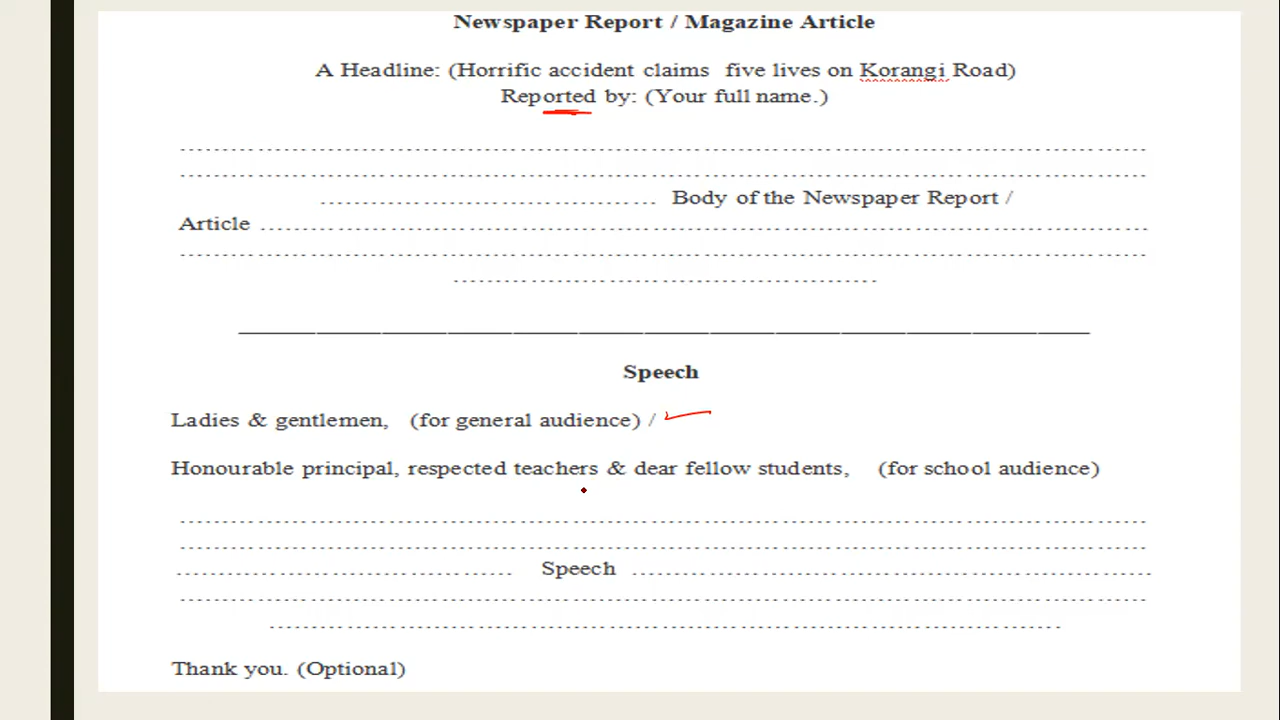 Newspaper Report / Magazine Article
A Headline: (Horrific accident claims five lives on Korangi Road)
Reported by: (Your full name.)
................................................................................
................................................................................
........................................ Body of the Newspaper Report /
Article ................................................................................
................................................................................
........................................
Speech
Ladies & gentlemen, (for general audience) /
Honourable principal, respected teachers & dear fellow students, (for school audience)
................................................................................
................................................................................
........................................ Speech ........................................
................................................................................
................................................................................
Thank you. (Optional)